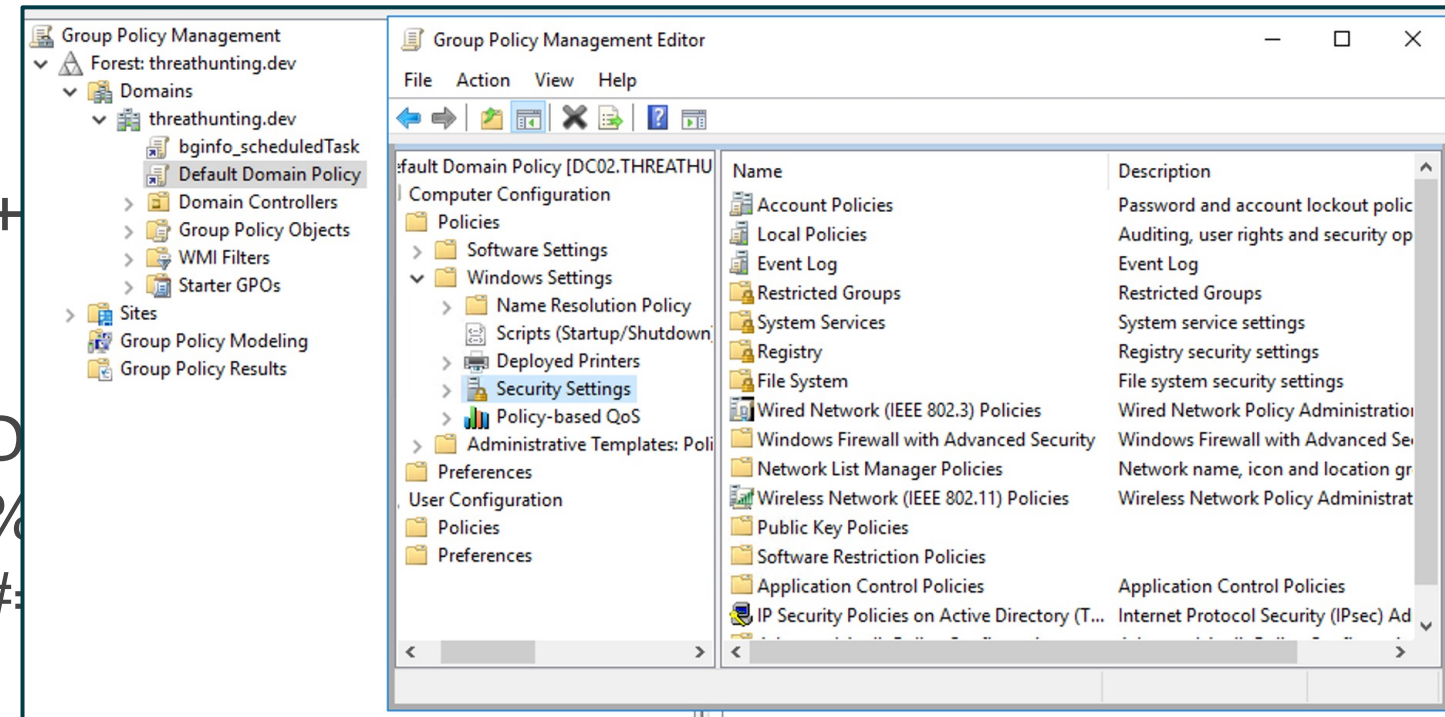 Group Policy Management
Forest: threathunting.dev
Domains
threathunting.dev
bginfo_scheduledTask
Default Domain Policy
Domain Controllers
Group Policy Objects
WMI Filters
Starter GPOs
Sites
Group Policy Modeling
Group Policy Results
+
D
%
#
Group Policy Management Editor
File Action View Help
efault Domain Policy [DC02.THREATHU
Computer Configuration
Policies
Software Settings
Windows Settings
Name Resolution Policy
Scripts (Startup/Shutdown)
Deployed Printers
Security Settings
Policy-based QoS
Administrative Templates: Poli
Preferences
User Configuration
Policies
Preferences
Name Description
Account Policies Password and account lockout polic
Local Policies Auditing, user rights and security op
Event Log Event Log
Restricted Groups Restricted Groups
System Services System service settings
Registry Registry security settings
File System File system security settings
Wired Network (IEEE 802.3) Policies Wired Network Policy Administration
Windows Firewall with Advanced Security Windows Firewall with Advanced Se
Network List Manager Policies Network name, icon and location gr
Wireless Network (IEEE 802.11) Policies Wireless Network Policy Administrat
Public Key Policies
Software Restriction Policies
Application Control Policies Application Control Policies
IP Security Policies on Active Directory (T... Internet Protocol Security (IPsec) Ad